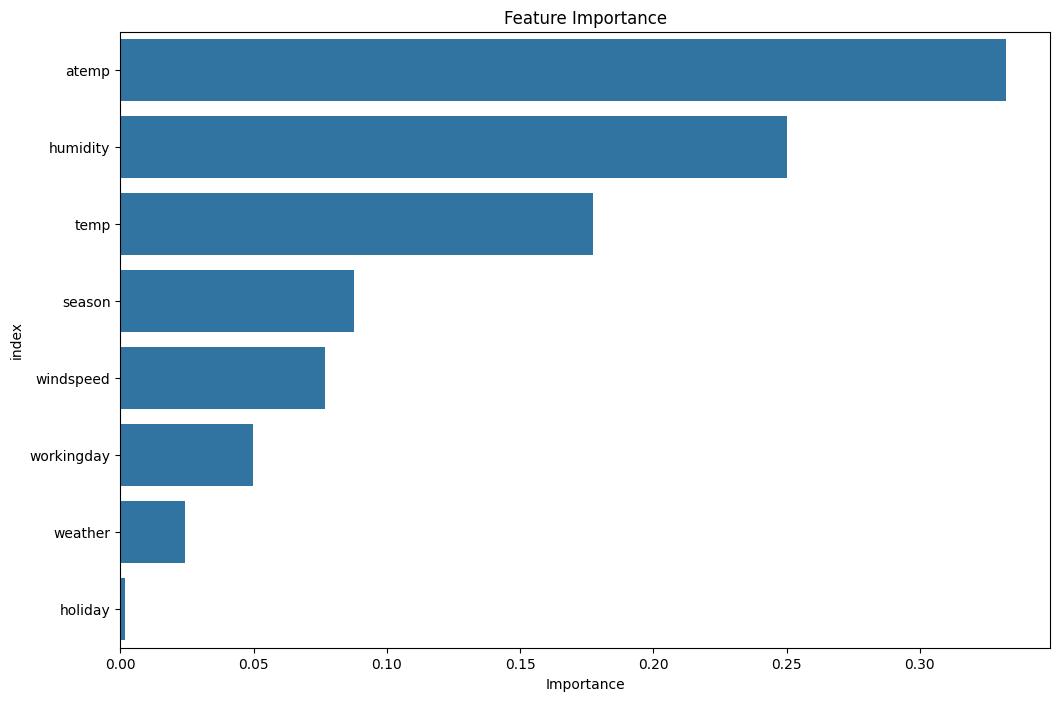 Feature Importance
atemp
humidity
temp
season
windspeed
workingday
weather
holiday
index
0.00 0.05 0.10 0.15 0.20 0.25 0.30
Importance